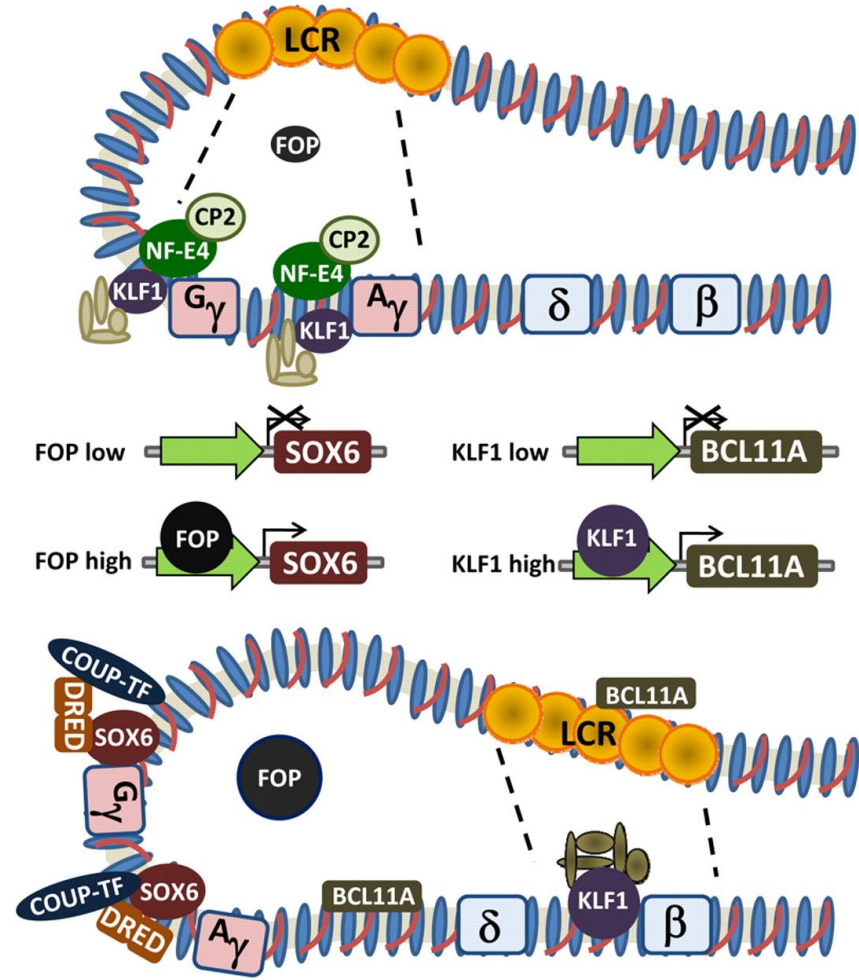 LCR
FOP
CP2
NF-E4
KLF1
Gγ
CP2
NF-E4
KLF1
Aγ
δ
β
FOP low
SOX6
KLF1 low
BCL11A
FOP high
FOP
SOX6
KLF1 high
KLF1
BCL11A
COUP-TF
DRED
SOX6
Gγ
FOP
BCL11A
LCR
COUP-TF
SOX6
DRED
Aγ
BCL11A
δ
KLF1
β